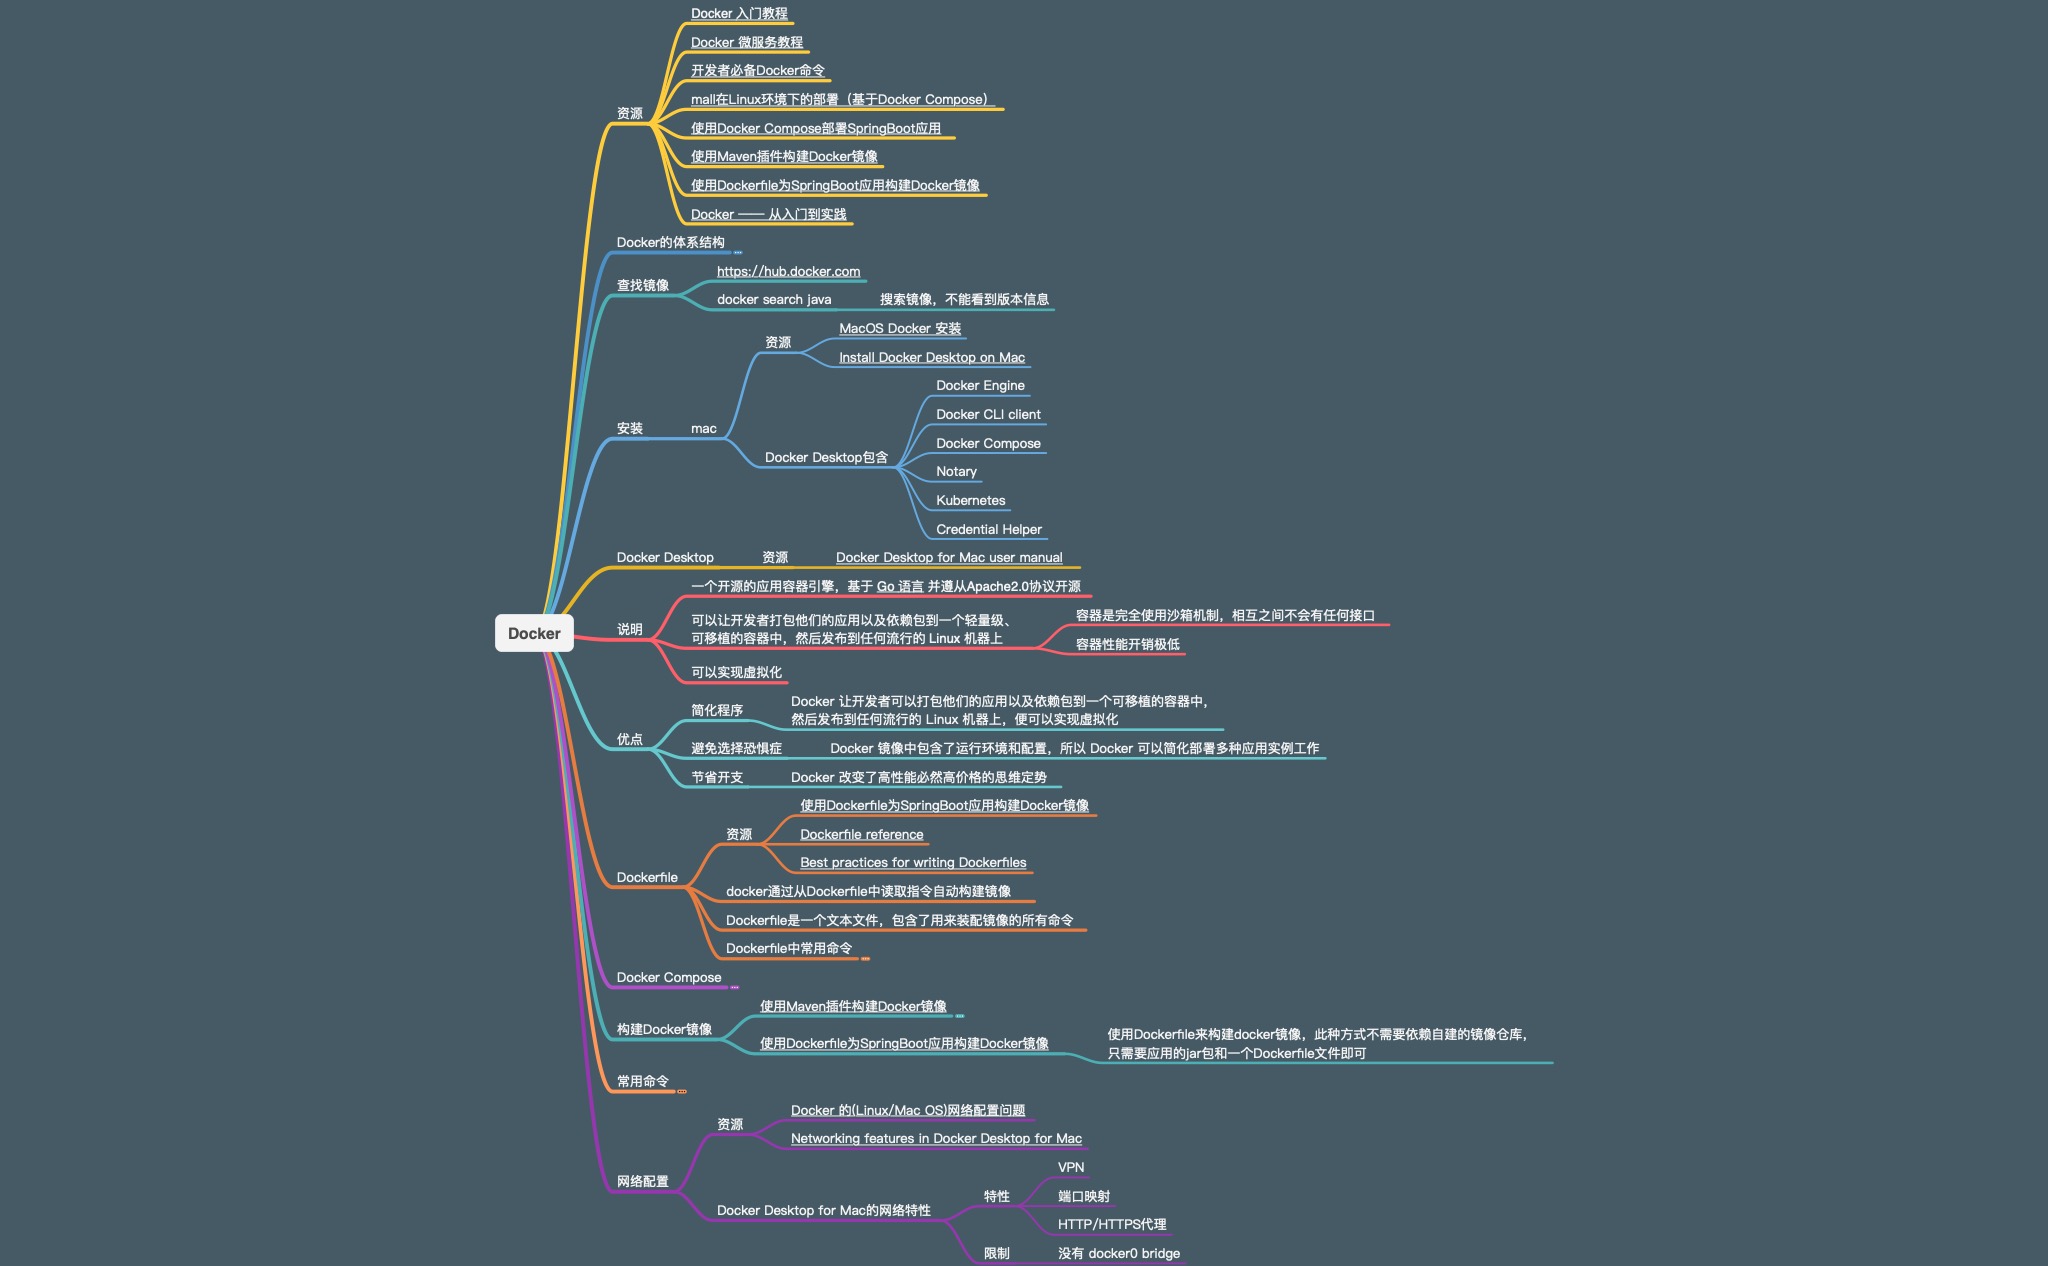 Docker
资源
Docker 入门教程
Docker 微服务教程
开发者必备Docker命令
mall在Linux环境下的部署（基于Docker Compose）
使用Docker Compose部署SpringBoot应用
使用Maven插件构建Docker镜像
使用Dockerfile为SpringBoot应用构建Docker镜像
Docker —— 从入门到实践
Docker的体系结构
查找镜像
https://hub.docker.com
docker search java
搜索镜像，不能看到版本信息
安装
mac
资源
MacOS Docker 安装
Install Docker Desktop on Mac
Docker Desktop包含
Docker Engine
Docker CLI client
Docker Compose
Notary
Kubernetes
Credential Helper
Docker Desktop
资源
Docker Desktop for Mac user manual
说明
一个开源的应用容器引擎，基于 Go 语言 并遵从Apache2.0协议开源
可以让开发者打包他们的应用以及依赖包到一个轻量级、
可移植的容器中，然后发布到任何流行的 Linux 机器上
容器是完全使用沙箱机制，相互之间不会有任何接口
容器性能开销极低
可以实现虚拟化
优点
简化程序
Docker 让开发者可以打包他们的应用以及依赖包到一个可移植的容器中，
然后发布到任何流行的 Linux 机器上，便可以实现虚拟化
避免选择恐惧症
Docker 镜像中包含了运行环境和配置，所以 Docker 可以简化部署多种应用实例工作
节省开支
Docker 改变了高性能必然高价格的思维定势
Dockerfile
资源
使用Dockerfile为SpringBoot应用构建Docker镜像
Dockerfile reference
Best practices for writing Dockerfiles
docker通过从Dockerfile中读取指令自动构建镜像
Dockerfile是一个文本文件，包含了用来装配镜像的所有命令
Dockerfile中常用命令
Docker Compose
构建Docker镜像
使用Maven插件构建Docker镜像
使用Dockerfile为SpringBoot应用构建Docker镜像
使用Dockerfile来构建docker镜像，此种方式不需要依赖自建的镜像仓库，
只需要应用的jar包和一个Dockerfile文件即可
常用命令
网络配置
资源
Docker 的(Linux/Mac OS)网络配置问题
Networking features in Docker Desktop for Mac
Docker Desktop for Mac的网络特性
特性
VPN
端口映射
HTTP/HTTPS代理
限制
没有 docker0 bridge